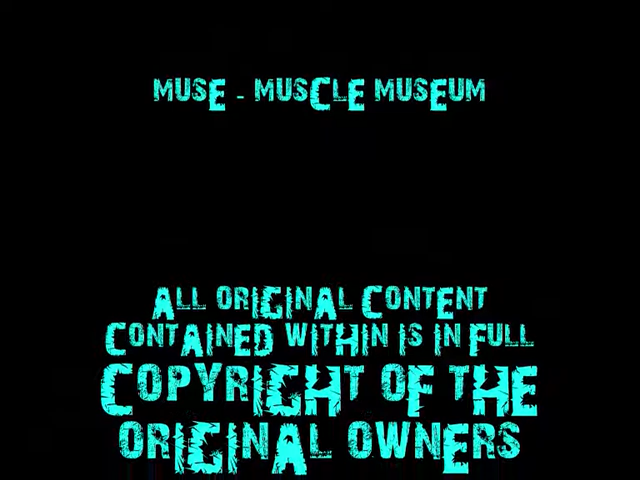 MUSE - MUSCLE MUSEUM
ALL ORIGINAL CONTENT
CONTAINED WITHIN IS IN FULL
COPYRIGHT OF THE
ORIGINAL OWNERS